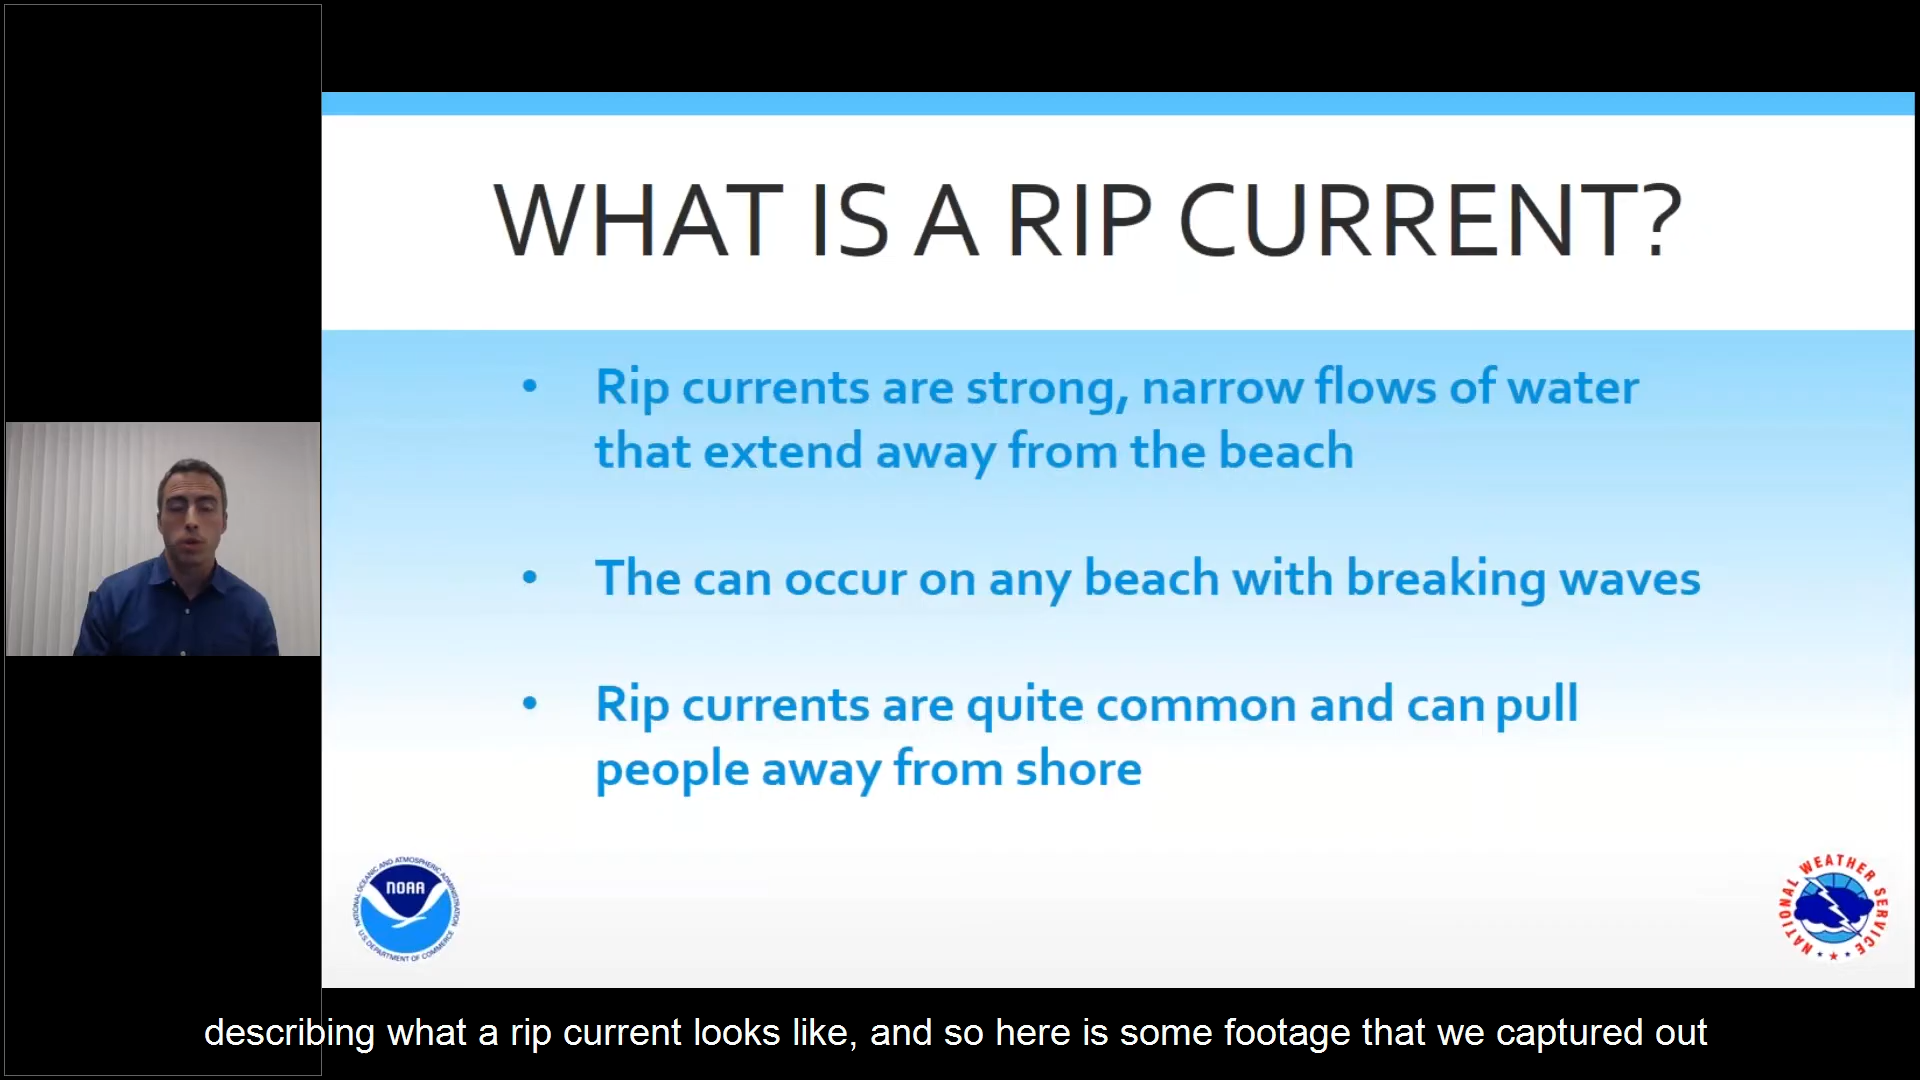 WHAT IS A RIP CURRENT?
• Rip currents are strong, narrow flows of water
that extend away from the beach
• The can occur on any beach with breaking waves
• Rip currents are quite common and can pull
people away from shore
NATIONAL OCEANIC AND ATMOSPHERIC ADMINISTRATION
NOAA
U.S. DEPARTMENT OF COMMERCE
NATIONAL WEATHER SERVICE
describing what a rip current looks like, and so here is some footage that we captured out